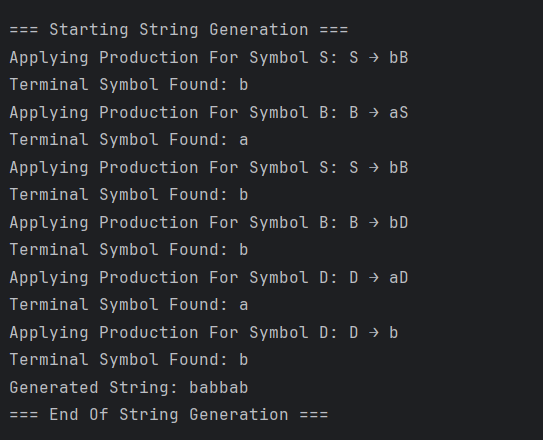 === Starting String Generation ===
Applying Production For Symbol S: S → bB
Terminal Symbol Found: b
Applying Production For Symbol B: B → aS
Terminal Symbol Found: a
Applying Production For Symbol S: S → bB
Terminal Symbol Found: b
Applying Production For Symbol B: B → bD
Terminal Symbol Found: b
Applying Production For Symbol D: D → aD
Terminal Symbol Found: a
Applying Production For Symbol D: D → b
Terminal Symbol Found: b
Generated String: babbab
=== End Of String Generation ===